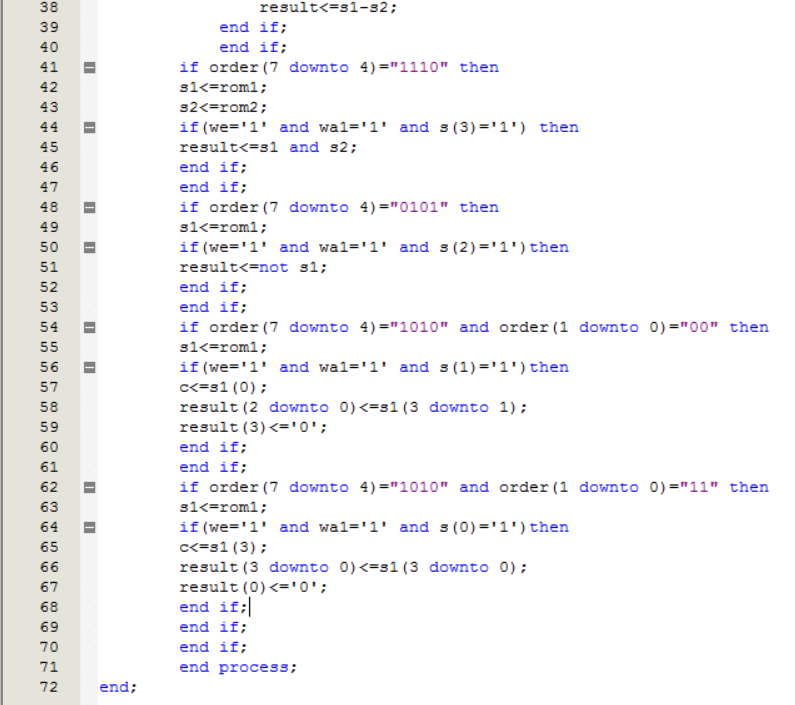 38 result<=s1-s2;
39 end if;
40 end if;
41 if order(7 downto 4)="1110" then
42 s1<=rom1;
43 s2<=rom2;
44 if(we='1' and wa1='1' and s(3)='1') then
45 result<=s1 and s2;
46 end if;
47 end if;
48 if order(7 downto 4)="0101" then
49 s1<=rom1;
50 if(we='1' and wa1='1' and s(2)='1')then
51 result<=not s1;
52 end if;
53 end if;
54 if order(7 downto 4)="1010" and order(1 downto 0)="00" then
55 s1<=rom1;
56 if(we='1' and wa1='1' and s(1)='1')then
57 c<=s1(0);
58 result(2 downto 0)<=s1(3 downto 1);
59 result(3)<='0';
60 end if;
61 end if;
62 if order(7 downto 4)="1010" and order(1 downto 0)="11" then
63 s1<=rom1;
64 if(we='1' and wa1='1' and s(0)='1')then
65 c<=s1(3);
66 result(3 downto 0)<=s1(3 downto 0);
67 result(0)<='0';
68 end if;
69 end if;
70 end if;
71 end process;
72 end;